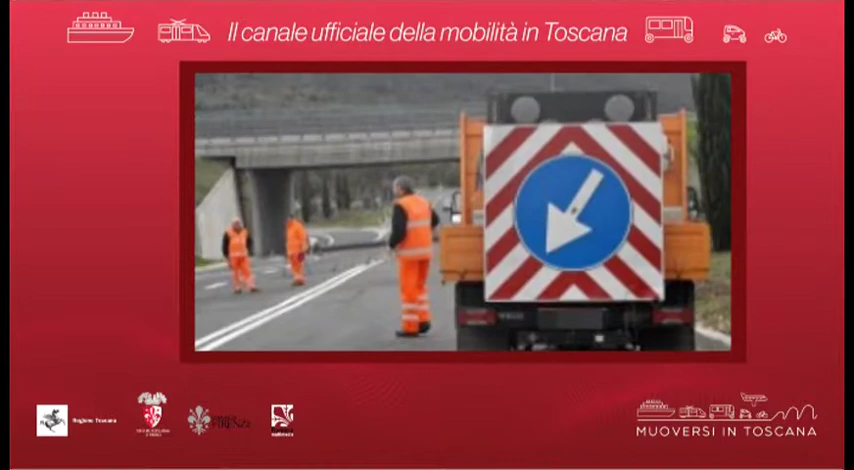 Il canale ufficiale della mobilità in Toscana
Regione Toscana
MUOVERSI IN TOSCANA